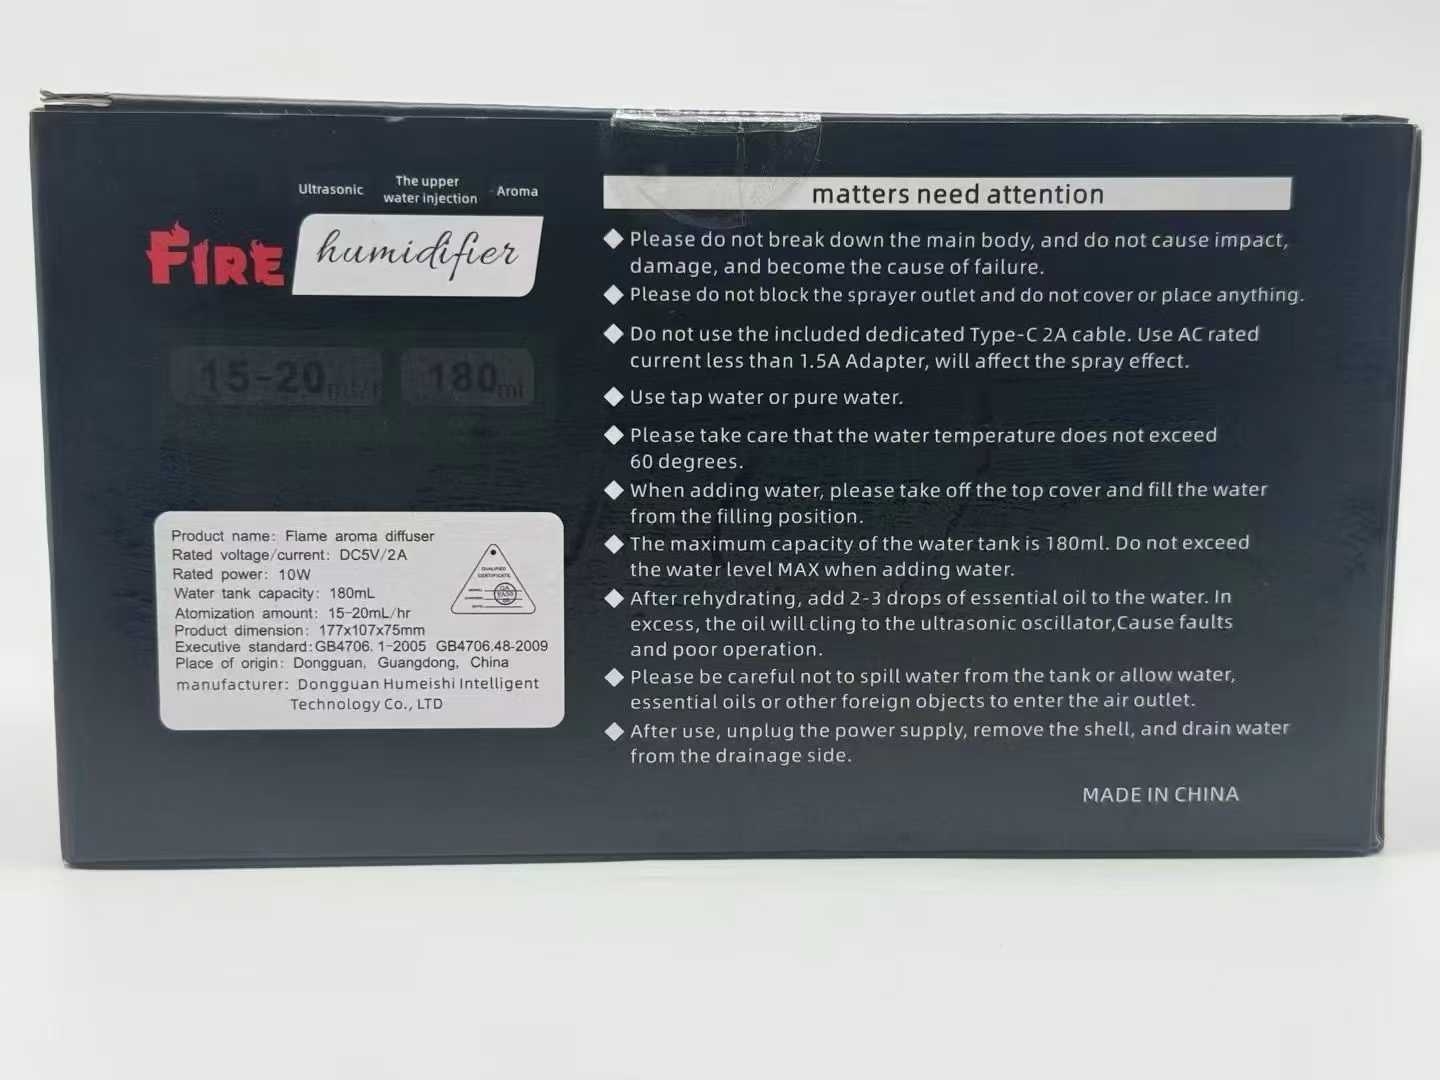 Ultrasonic
The upper
water injection
Aroma
FIRE humidifier
15-20mL/r
180ml
Product name: Flame aroma diffuser
Rated voltage/current: DC5V/2A
Rated power: 10W
Water tank capacity: 180mL
Atomization amount: 15-20mL/hr
Product dimension: 177x107x75mm
Executive standard:GB4706. 1-2005 GB4706.48-2009
Place of origin: Dongguan, Guangdong, China
manufacturer: Dongguan Humeishi Intelligent
Technology Co., LTD
QUALIFIED
CERTIFICATE
matters need attention
Please do not break down the main body, and do not cause impact,
damage, and become the cause of failure.
Please do not block the sprayer outlet and do not cover or place anything.
Do not use the included dedicated Type-C 2A cable. Use AC rated
current less than 1.5A Adapter, will affect the spray effect.
Use tap water or pure water.
Please take care that the water temperature does not exceed
60 degrees.
When adding water, please take off the top cover and fill the water
from the filling position.
The maximum capacity of the water tank is 180ml. Do not exceed
the water level MAX when adding water.
After rehydrating, add 2-3 drops of essential oil to the water. In
excess, the oil will cling to the ultrasonic oscillator,Cause faults
and poor operation.
Please be careful not to spill water from the tank or allow water,
essential oils or other foreign objects to enter the air outlet.
After use, unplug the power supply, remove the shell, and drain water
from the drainage side.
MADE IN CHINA